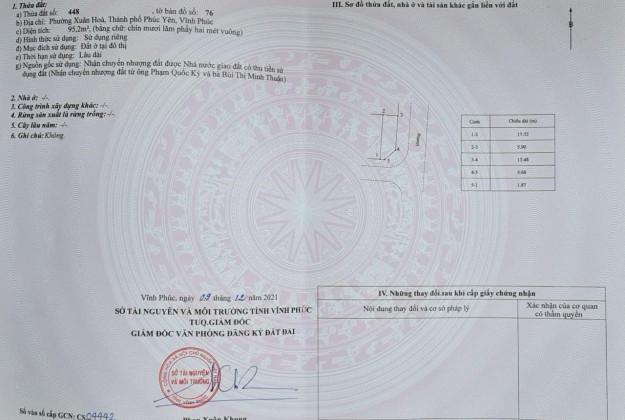 1. Thửa đất:
a) Thửa đất số: 448 , tờ bản đồ số: 76
b) Địa chỉ: Phường Xuân Hoà, Thành phố Phúc Yên, Vĩnh Phúc
c) Diện tích: 95,2m², (bằng chữ: chín mươi lăm phẩy hai mét vuông)
d) Hình thức sử dụng: Sử dụng riêng
đ) Mục đích sử dụng: Đất ở tại đô thị
e) Thời hạn sử dụng: Lâu dài
g) Nguồn gốc sử dụng: Nhận chuyển nhượng đất được Nhà nước giao đất có thu tiền sử
dụng đất (Nhận chuyển nhượng đất từ ông Phạm Quốc Ký và bà Bùi Thị Minh Thuận)
2. Nhà ở: -/-
3. Công trình xây dựng khác: -/-
4. Rừng sản xuất là rừng trồng: -/-
5. Cây lâu năm: -/-
6. Ghi chú: Không.
III. Sơ đồ thửa đất, nhà ở và tài sản khác gắn liền với đất
B
2
3
4
1
5
Đường
Cạnh Chiều dài (m)
1-2
2-3 5.90
3-4 13.48
4-5
5-1 1.87
Vĩnh Phúc, ngày 09 tháng 12 năm 2021
SỞ TÀI NGUYÊN VÀ MÔI TRƯỜNG TỈNH VĨNH PHÚC
TUQ.GIÁM ĐỐC
GIÁM ĐỐC VĂN PHÒNG ĐĂNG KÝ ĐẤT ĐAI
SỞ TÀI NGUYÊN
VÀ MÔI TRƯỜNG
Số vào sổ cấp GCN: CS 04442
IV. Những thay đổi sau khi cấp giấy chứng nhận
Nội dung thay đổi và cơ sở pháp lý
Xác nhận của cơ quan
có thẩm quyền